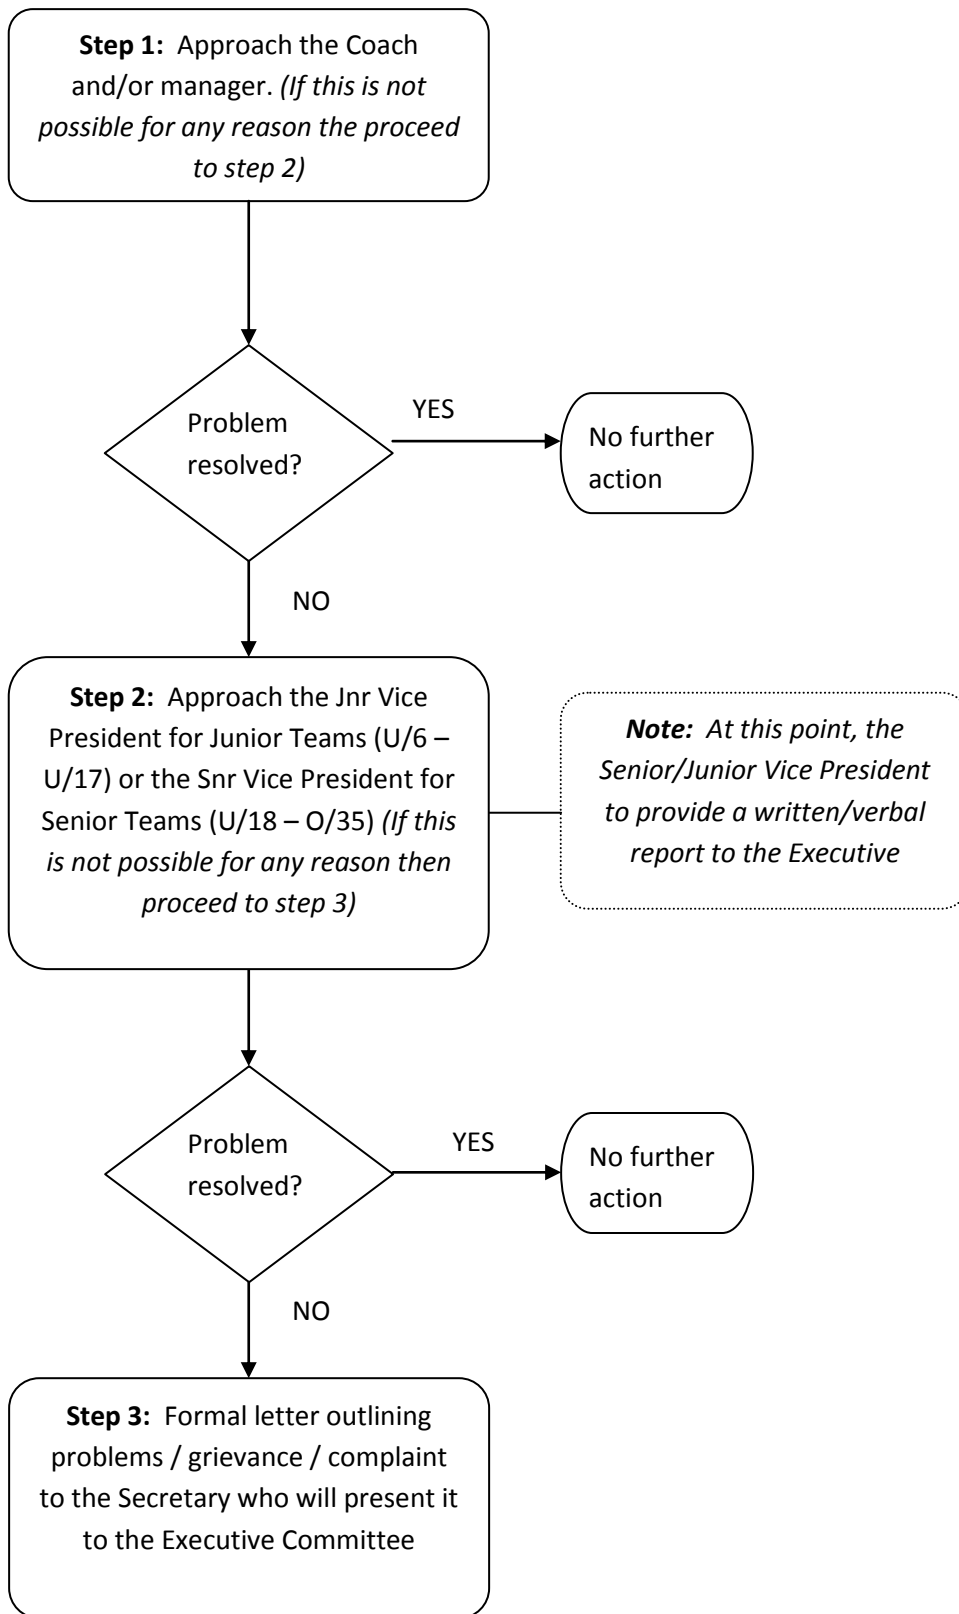 Step 1:  Approach the Coach
and/or manager. (If this is not
possible for any reason the proceed
to step 2)
Problem
resolved?
YES
No further
action
NO
Step 2:  Approach the Jnr Vice
President for Junior Teams (U/6 –
U/17) or the Snr Vice President for
Senior Teams (U/18 – O/35) (If this
is not possible for any reason then
proceed to step 3)
Note:  At this point, the
Senior/Junior Vice President
to provide a written/verbal
report to the Executive
Problem
resolved?
YES
No further
action
NO
Step 3:  Formal letter outlining
problems / grievance / complaint
to the Secretary who will present it
to the Executive Committee